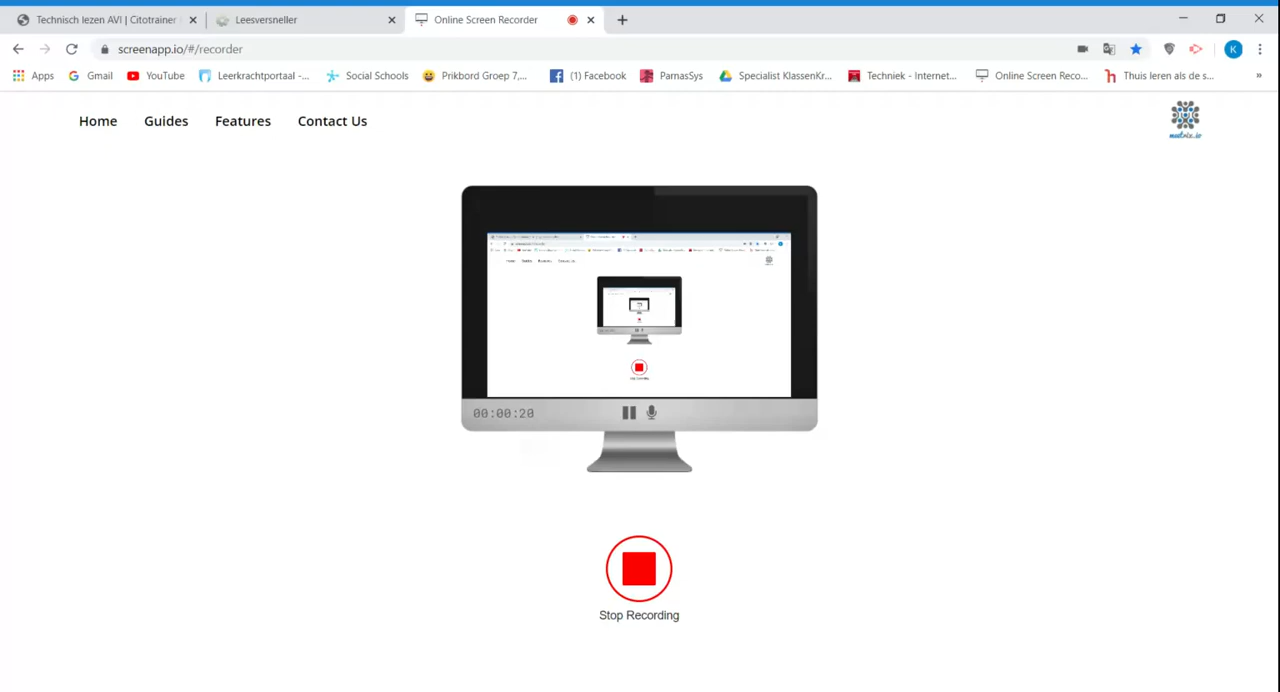 Technisch lezen AVI | Citotrainer
Leesversneller
Online Screen Recorder
screenapp.io/#/recorder
Apps Gmail YouTube Leerkrachtportaal -... Social Schools Prikbord Groep 7,... (1) Facebook ParnasSys Specialist KlassenKr... Techniek - Internet... Online Screen Reco... Thuis leren als de s... »
K
Home Guides Features Contact Us
matrix.io
00:00:20
Stop Recording